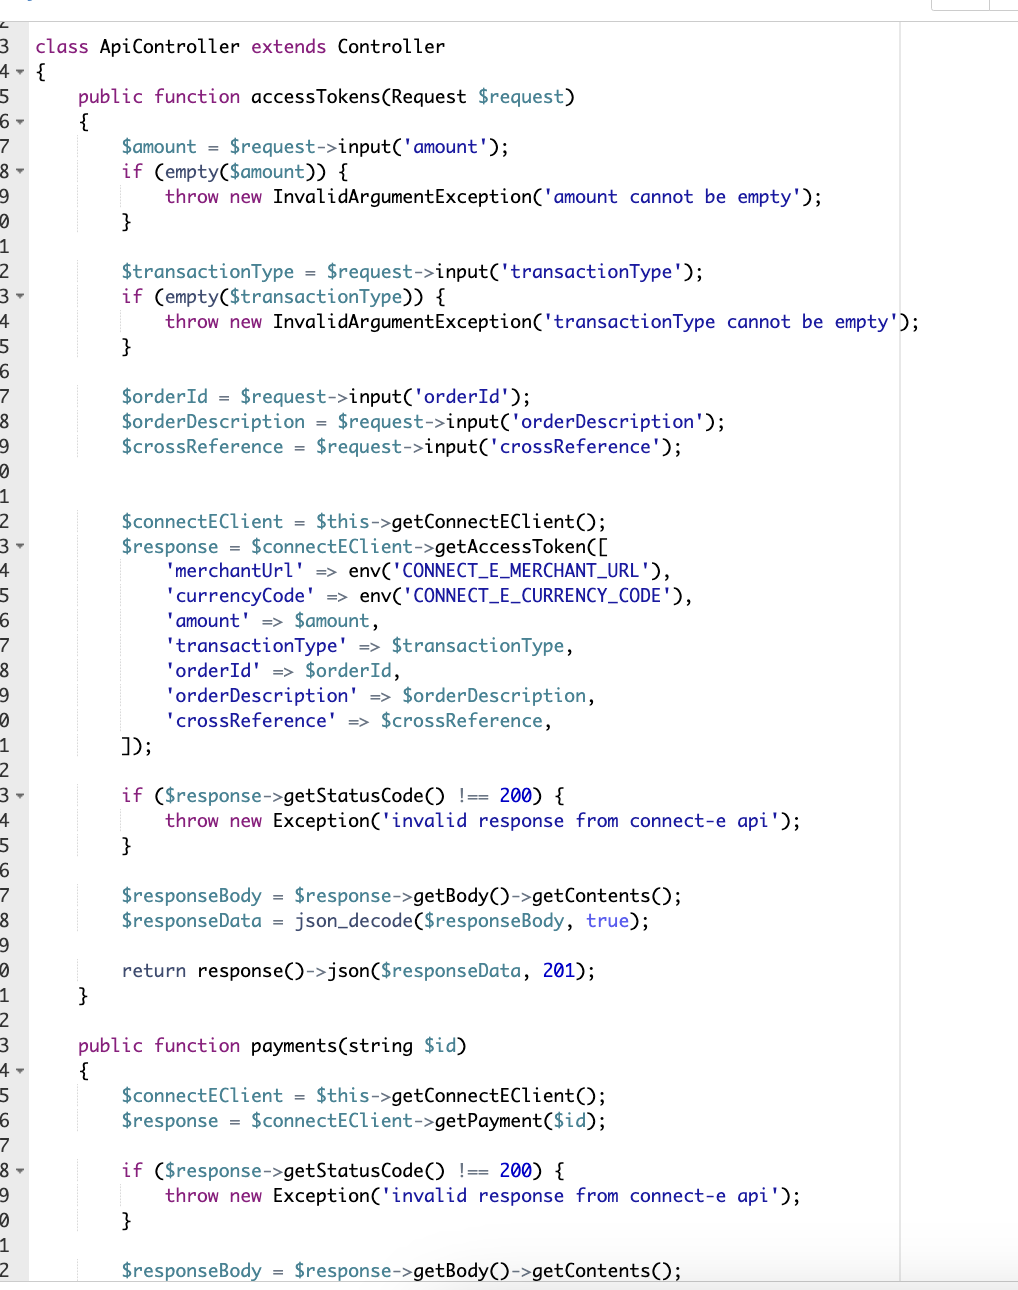 2
3 class ApiController extends Controller
4 {
5 public function accessTokens(Request $request)
6 {
7 $amount = $request->input('amount');
8 if (empty($amount)) {
9 throw new InvalidArgumentException('amount cannot be empty');
0 }
1
2 $transactionType = $request->input('transactionType');
3 if (empty($transactionType)) {
4 throw new InvalidArgumentException('transactionType cannot be empty');
5 }
6
7 $orderId = $request->input('orderId');
8 $orderDescription = $request->input('orderDescription');
9 $crossReference = $request->input('crossReference');
0
1
2 $connectEClient = $this->getConnectEClient();
3 $response = $connectEClient->getAccessToken([
4 'merchantUrl' => env('CONNECT_E_MERCHANT_URL'),
5 'currencyCode' => env('CONNECT_E_CURRENCY_CODE'),
6 'amount' => $amount,
7 'transactionType' => $transactionType,
8 'orderId' => $orderId,
9 'orderDescription' => $orderDescription,
0 'crossReference' => $crossReference,
1 ]);
2
3 if ($response->getStatusCode() !== 200) {
4 throw new Exception('invalid response from connect-e api');
5 }
6
7 $responseBody = $response->getBody()->getContents();
8 $responseData = json_decode($responseBody, true);
9
0 return response()->json($responseData, 201);
1 }
2
3 public function payments(string $id)
4 {
5 $connectEClient = $this->getConnectEClient();
6 $response = $connectEClient->getPayment($id);
7
8 if ($response->getStatusCode() !== 200) {
9 throw new Exception('invalid response from connect-e api');
0 }
1
2 $responseBody = $response->getBody()->getContents();